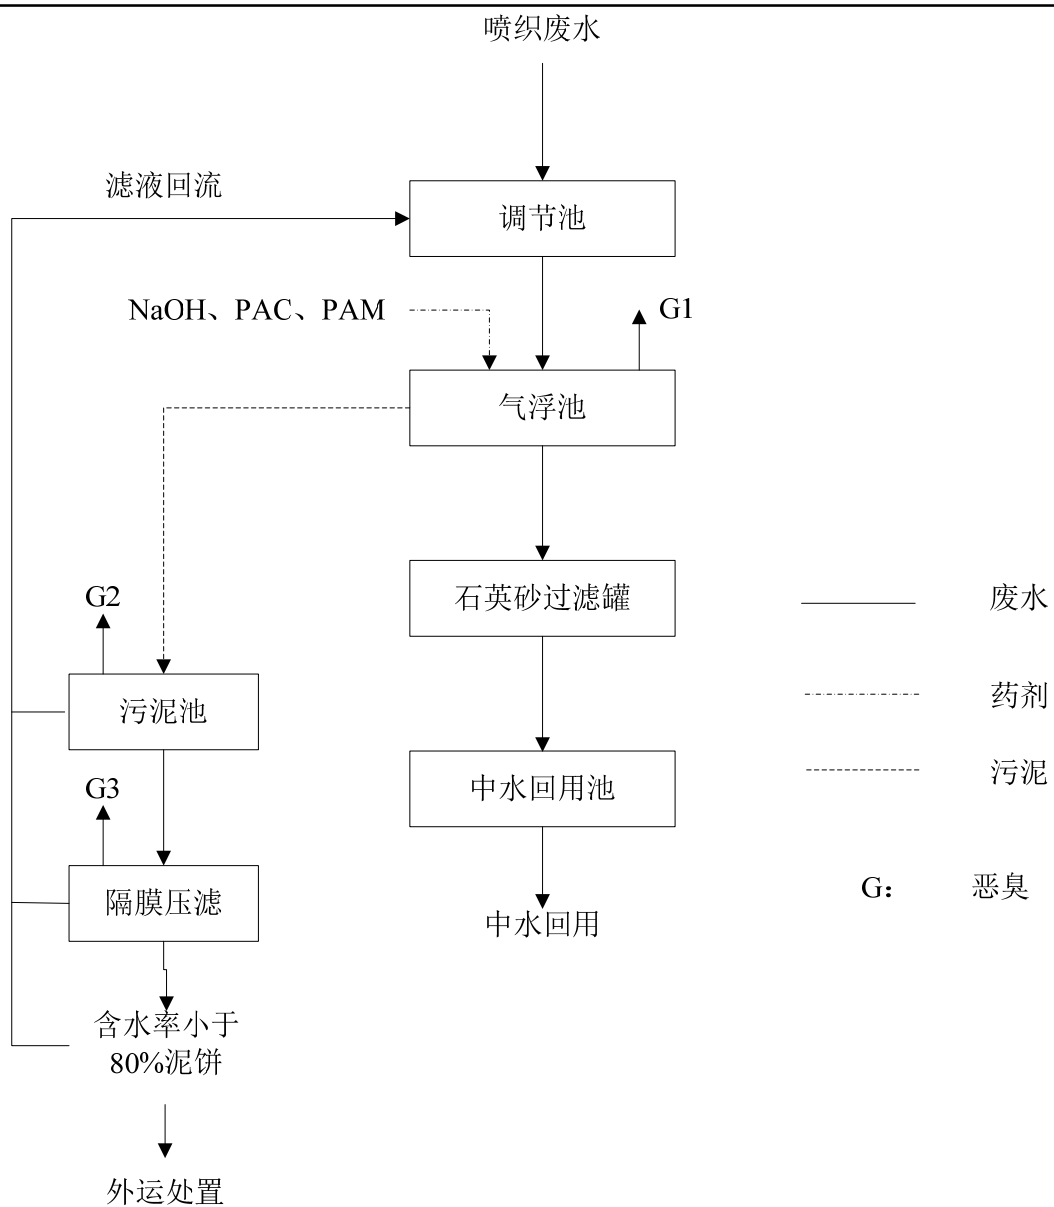 喷织废水
滤液回流
调节池
NaOH、PAC、PAM
G1
气浮池
G2
石英砂过滤罐
废水
药剂
污泥池
污泥
G3
中水回用池
隔膜压滤
G： 恶臭
中水回用
含水率小于
80%泥饼
外运处置